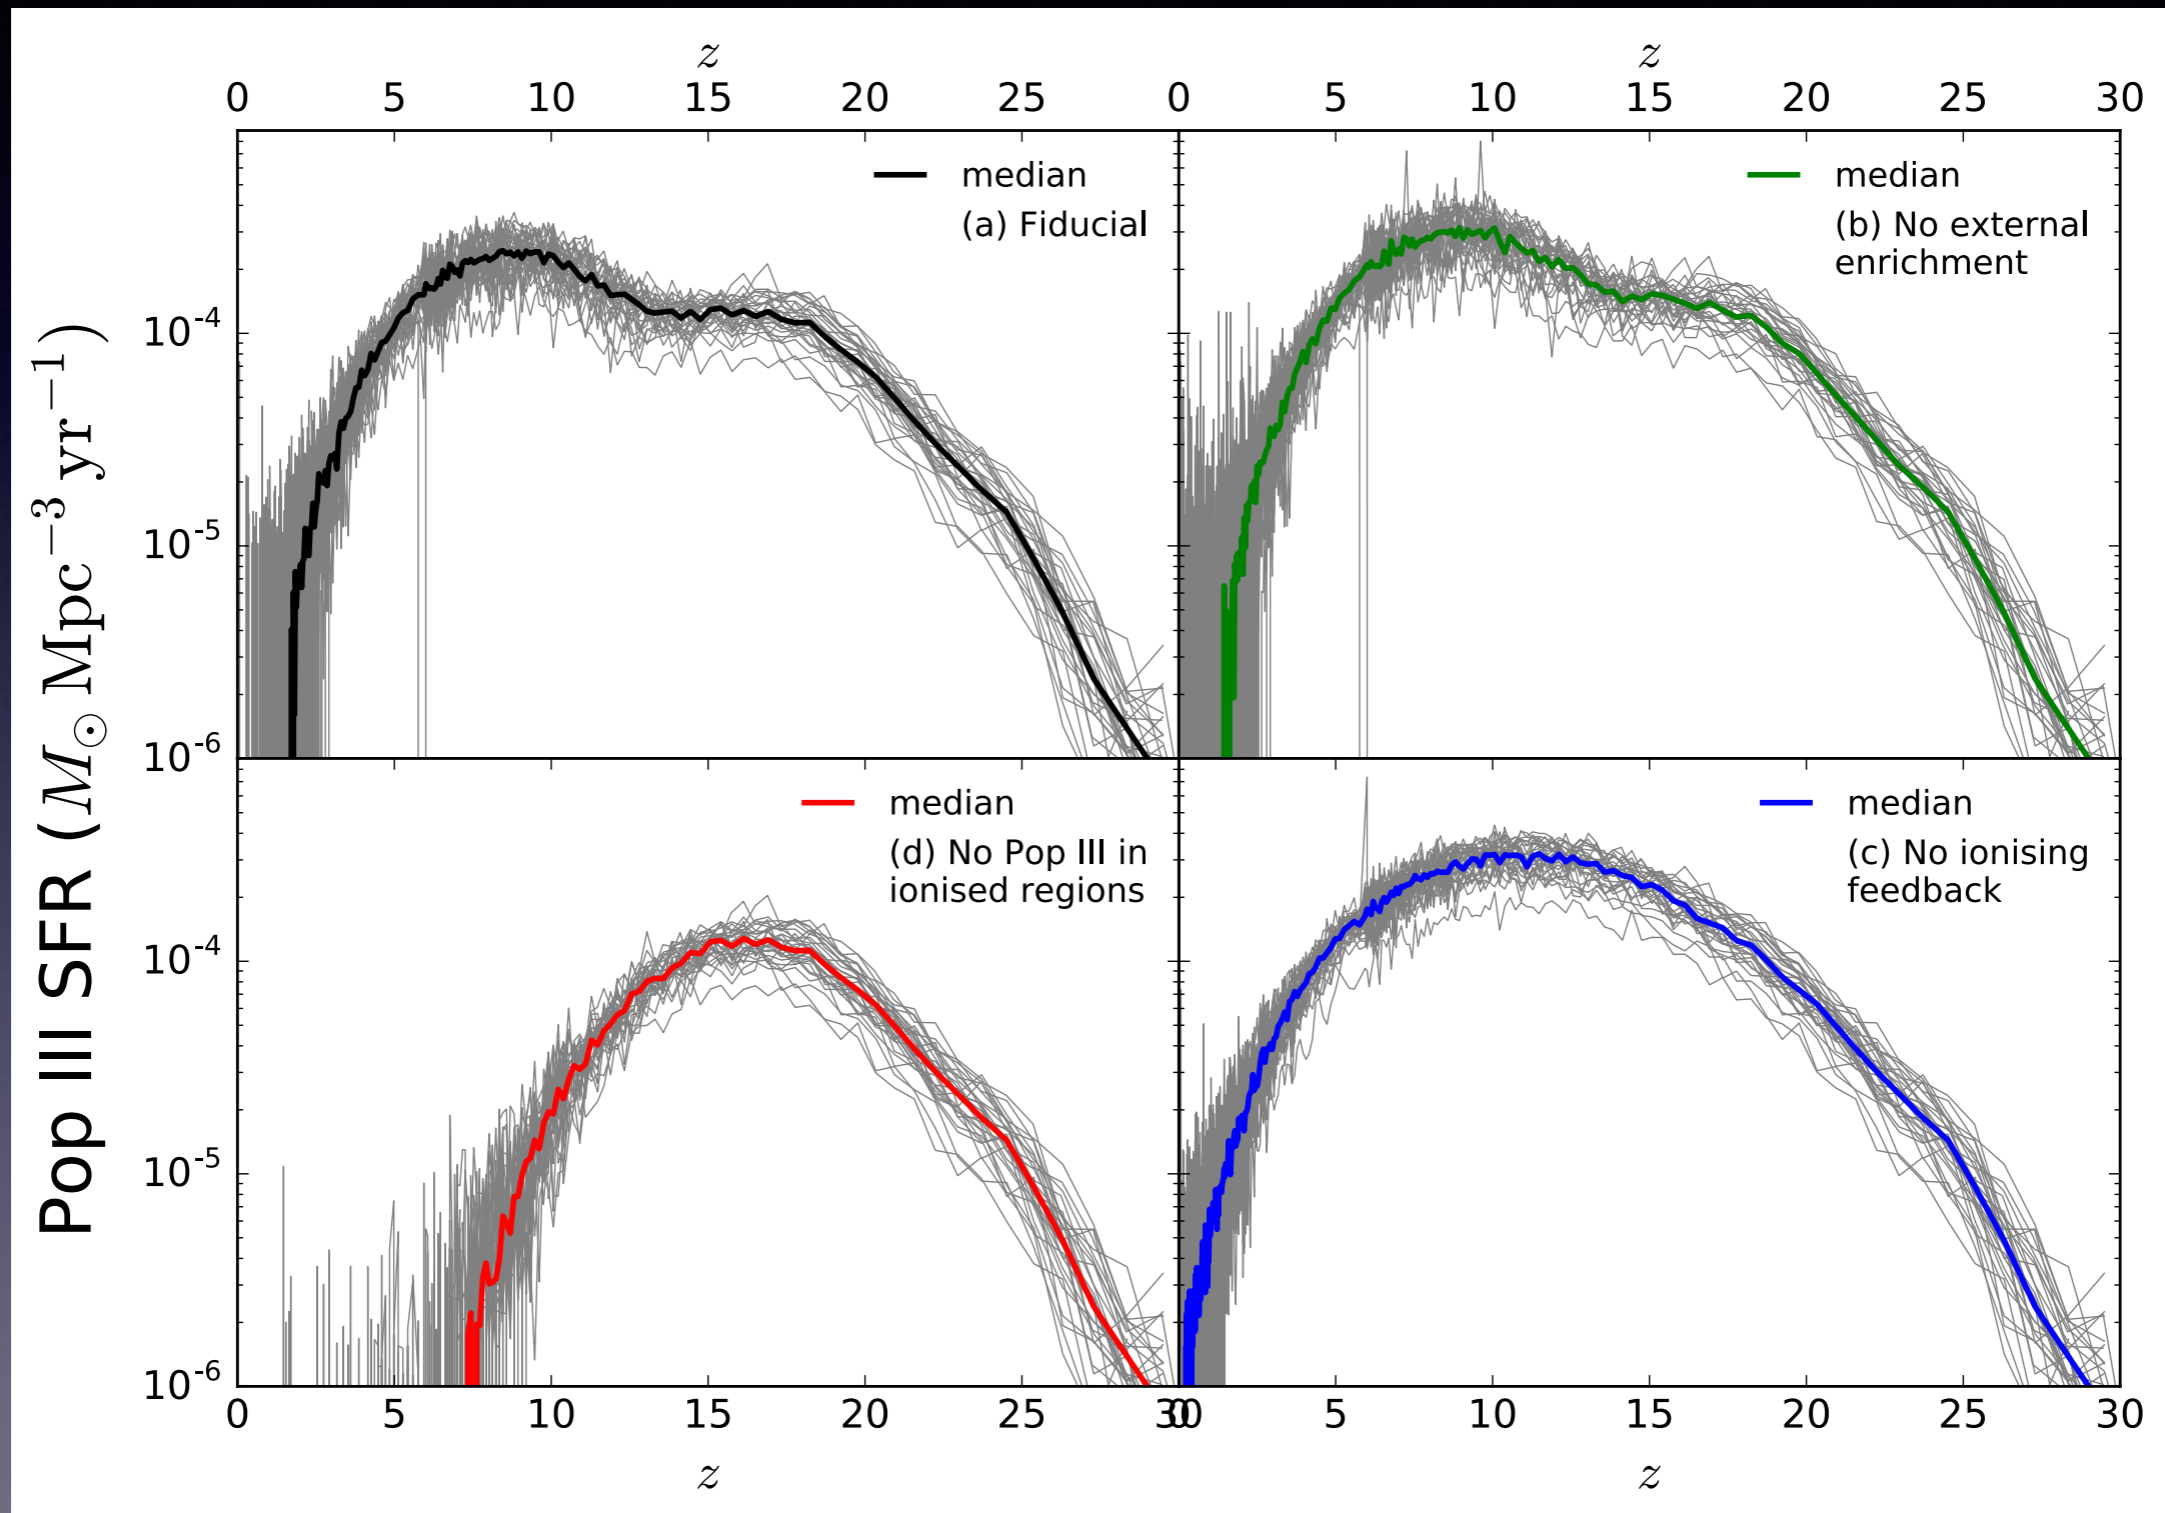 z z
0 5 10 15 20 25 0 5 10 15 20 25 30
median
(a) Fiducial
median
(b) No external
enrichment
10^-4
10^-5
10^-6
Pop III SFR (M⊙ Mpc⁻³ yr⁻¹)
median
(d) No Pop III in
ionised regions
median
(c) No ionising
feedback
10^-4
10^-5
10^-6
0 5 10 15 20 25 30 0 5 10 15 20 25 30
z z